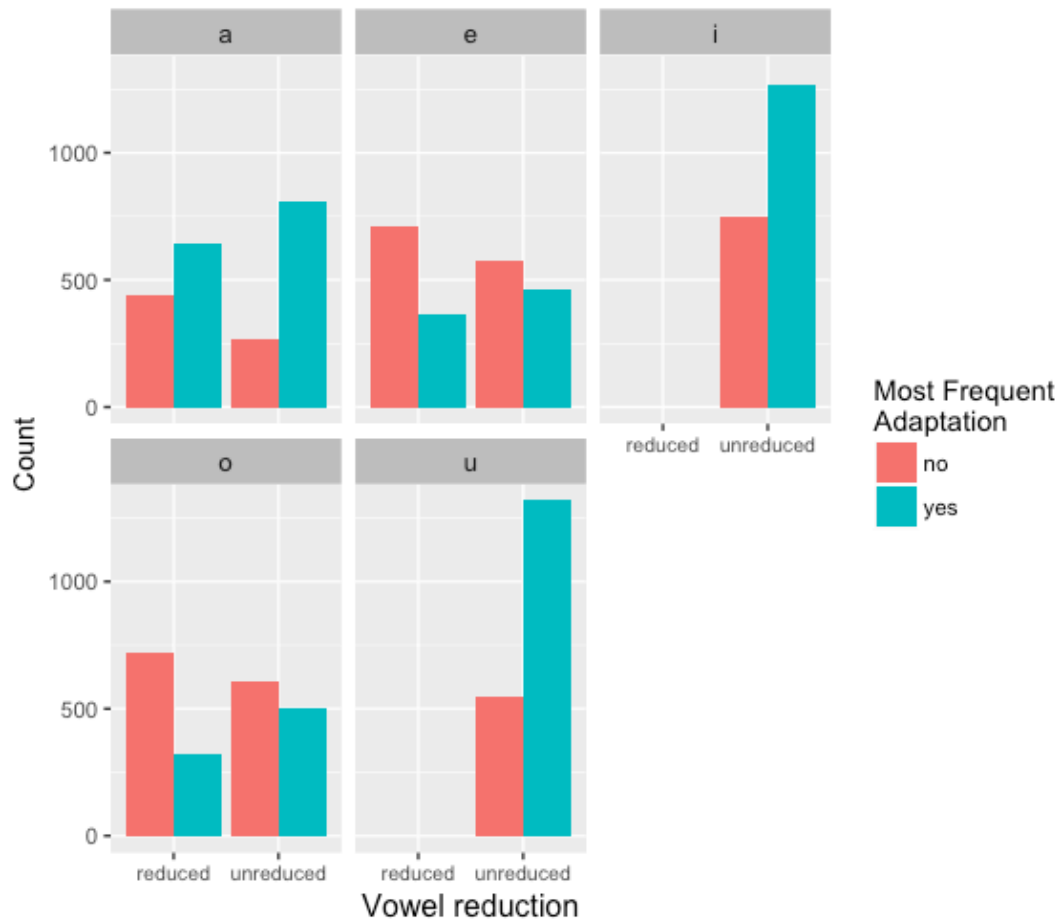 a
e
i
1000
500
0
reduced
unreduced
Count
o
u
1000
500
0
reduced
unreduced
reduced
unreduced
Vowel reduction
Most Frequent
Adaptation
no
yes